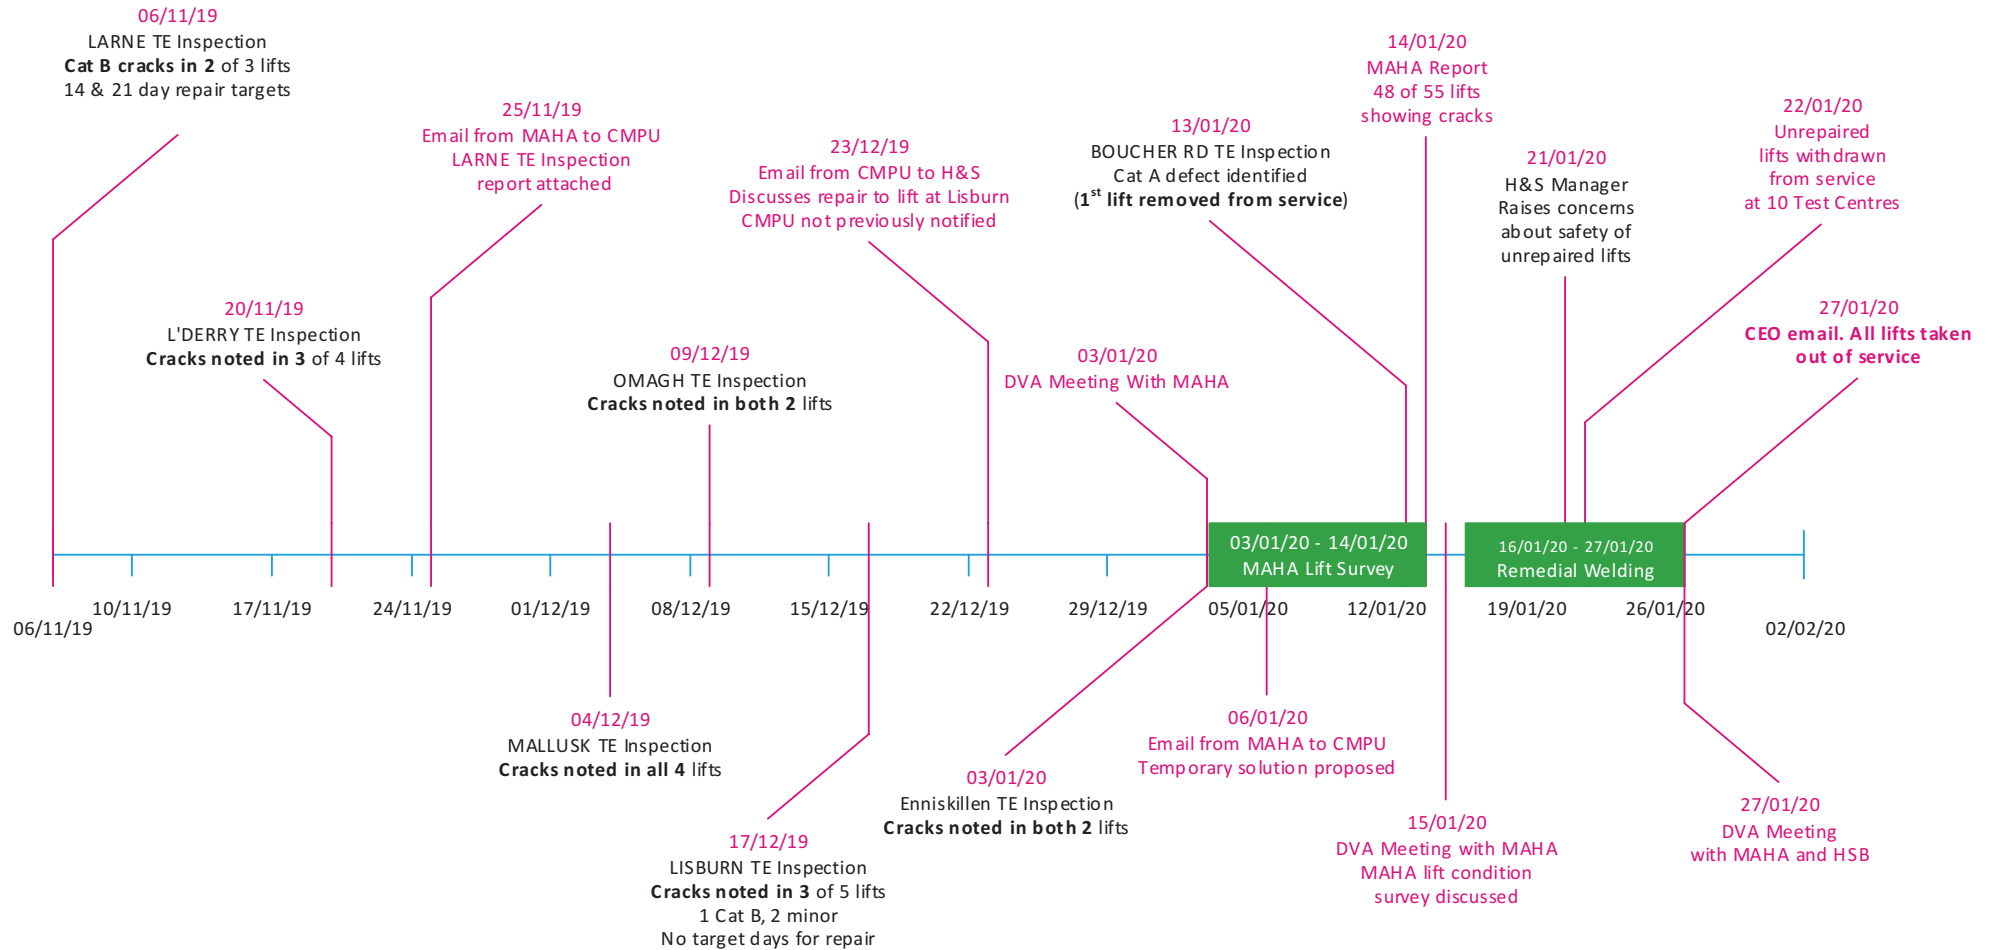 06/11/19
LARNE TE Inspection
Cat B cracks in 2 of 3 lifts
14 & 21 day repair targets
25/11/19
Email from MAHA to CMPU
LARNE TE Inspection
report attached
20/11/19
L'DERRY TE Inspection
Cracks noted in 3 of 4 lifts
23/12/19
Email from CMPU to H&S
Discusses repair to lift at Lisburn
CMPU not previously notified
09/12/19
OMAGH TE Inspection
Cracks noted in both 2 lifts
13/01/20
BOUCHER RD TE Inspection
Cat A defect identified
(1st lift removed from service)
03/01/20
DVA Meeting With MAHA
14/01/20
MAHA Report
48 of 55 lifts
showing cracks
21/01/20
H&S Manager
Raises concerns
about safety of
unrepaired lifts
22/01/20
Unrepaired
lifts withdrawn
from service
at 10 Test Centres
27/01/20
CEO email. All lifts taken
out of service
03/01/20 - 14/01/20
MAHA Lift Survey
16/01/20 - 27/01/20
Remedial Welding
06/11/19
10/11/19
17/11/19
24/11/19
01/12/19
08/12/19
15/12/19
22/12/19
29/12/19
05/01/20
12/01/20
19/01/20
26/01/20
02/02/20
04/12/19
MALLUSK TE Inspection
Cracks noted in all 4 lifts
17/12/19
LISBURN TE Inspection
Cracks noted in 3 of 5 lifts
1 Cat B, 2 minor
No target days for repair
03/01/20
Enniskillen TE Inspection
Cracks noted in both 2 lifts
06/01/20
Email from MAHA to CMPU
Temporary solution proposed
15/01/20
DVA Meeting with MAHA
MAHA lift condition
survey discussed
27/01/20
DVA Meeting
with MAHA and HSB